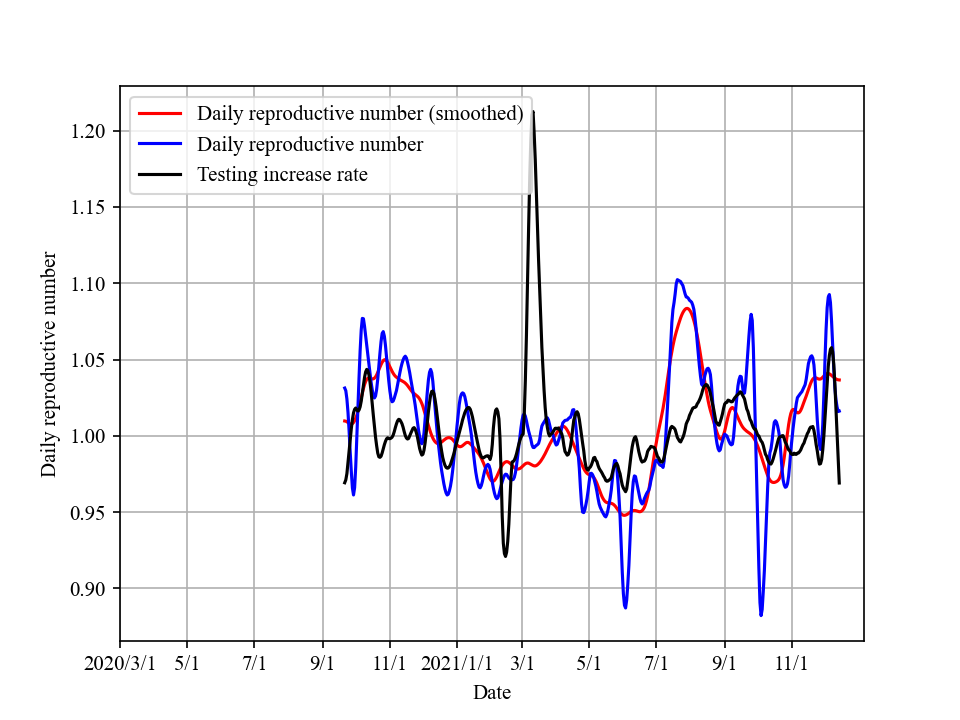 Daily reproductive number (smoothed)
Daily reproductive number
Testing increase rate
Daily reproductive number
1.20
1.15
1.10
1.05
1.00
0.95
0.90
2020/3/1 5/1 7/1 9/1 11/1 2021/1/1 3/1 5/1 7/1 9/1 11/1
Date